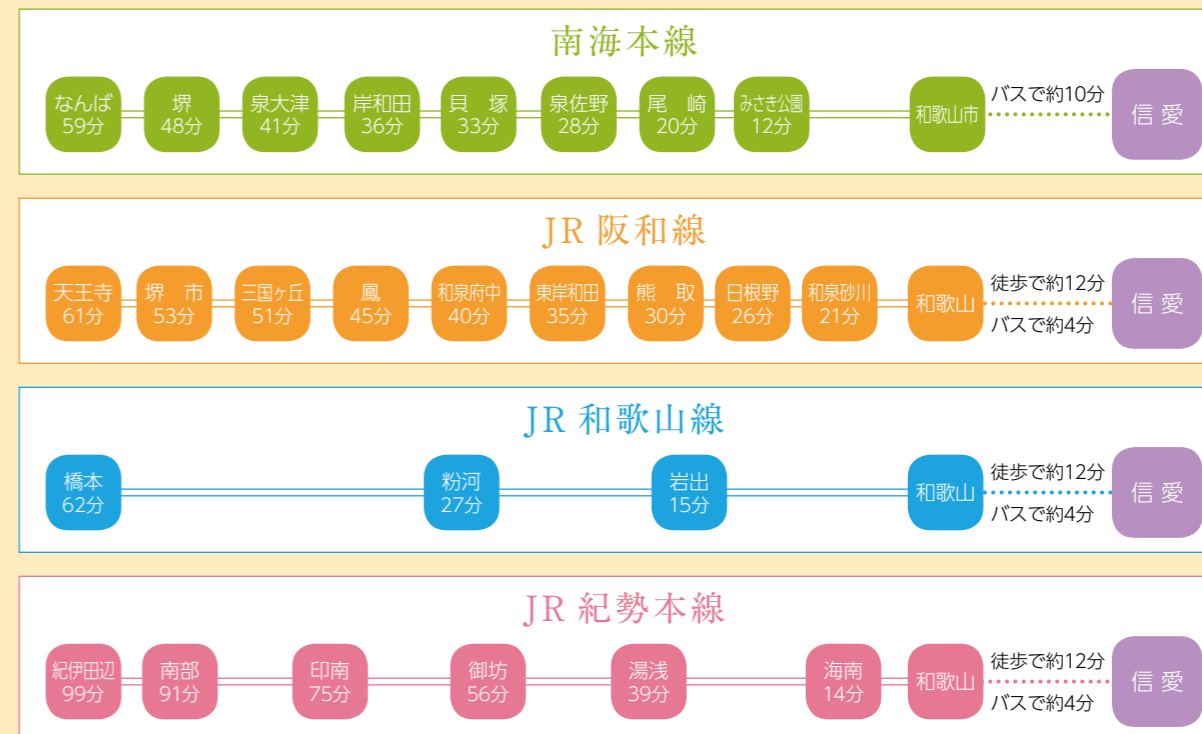 南海本線
なんば
59分
堺
48分
泉大津
41分
岸和田
36分
貝 塚
33分
泉佐野
28分
尾 崎
20分
みさき公園
12分
和歌山市
バスで約10分
信愛
JR 阪和線
天王寺
61分
堺 市
53分
三国ヶ丘
51分
鳳
45分
和泉府中
40分
東岸和田
35分
熊 取
30分
日根野
26分
和泉砂川
21分
和歌山
徒歩で約12分
バスで約4分
信愛
JR 和歌山線
橋本
62分
粉河
27分
岩出
15分
和歌山
徒歩で約12分
バスで約4分
信愛
JR 紀勢本線
紀伊田辺
99分
南部
91分
印南
75分
御坊
56分
湯浅
39分
海南
14分
和歌山
徒歩で約12分
バスで約4分
信愛